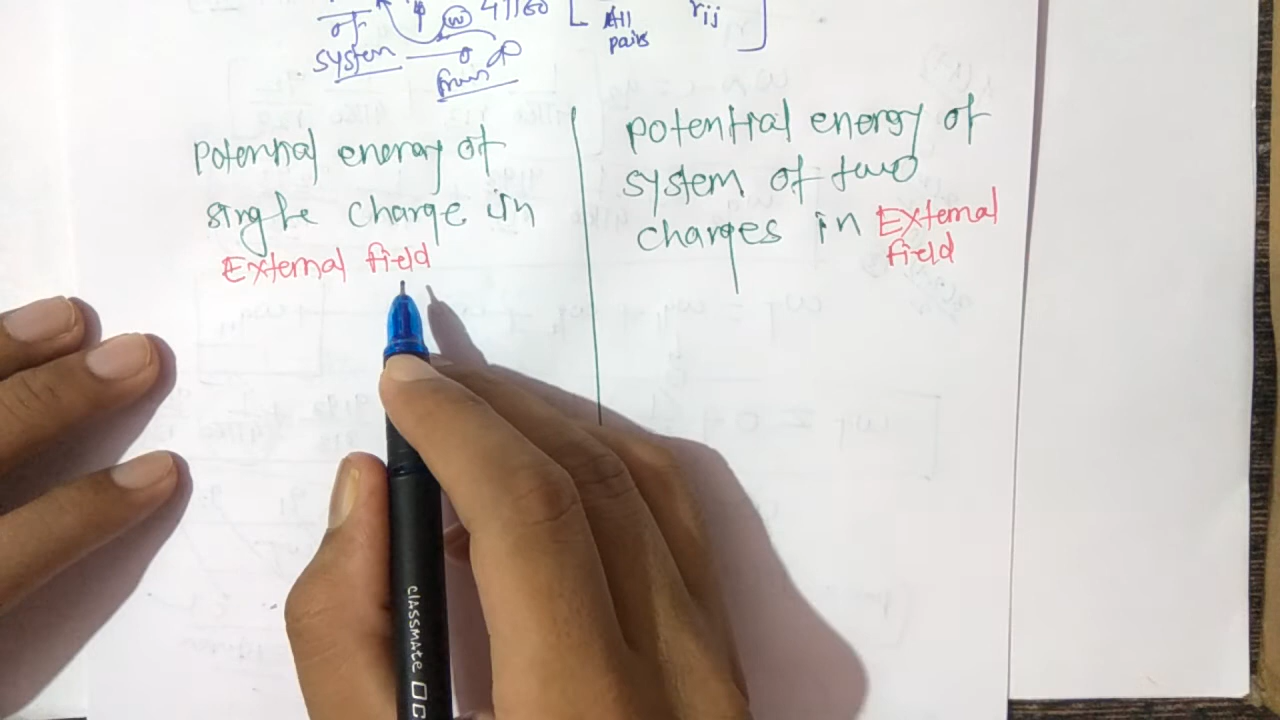 of
system
from ∞
4πε0
All
pairs
rij
Potential energy of
single charge in
External field
potential energy of
system of two
charges in External
field
classmate